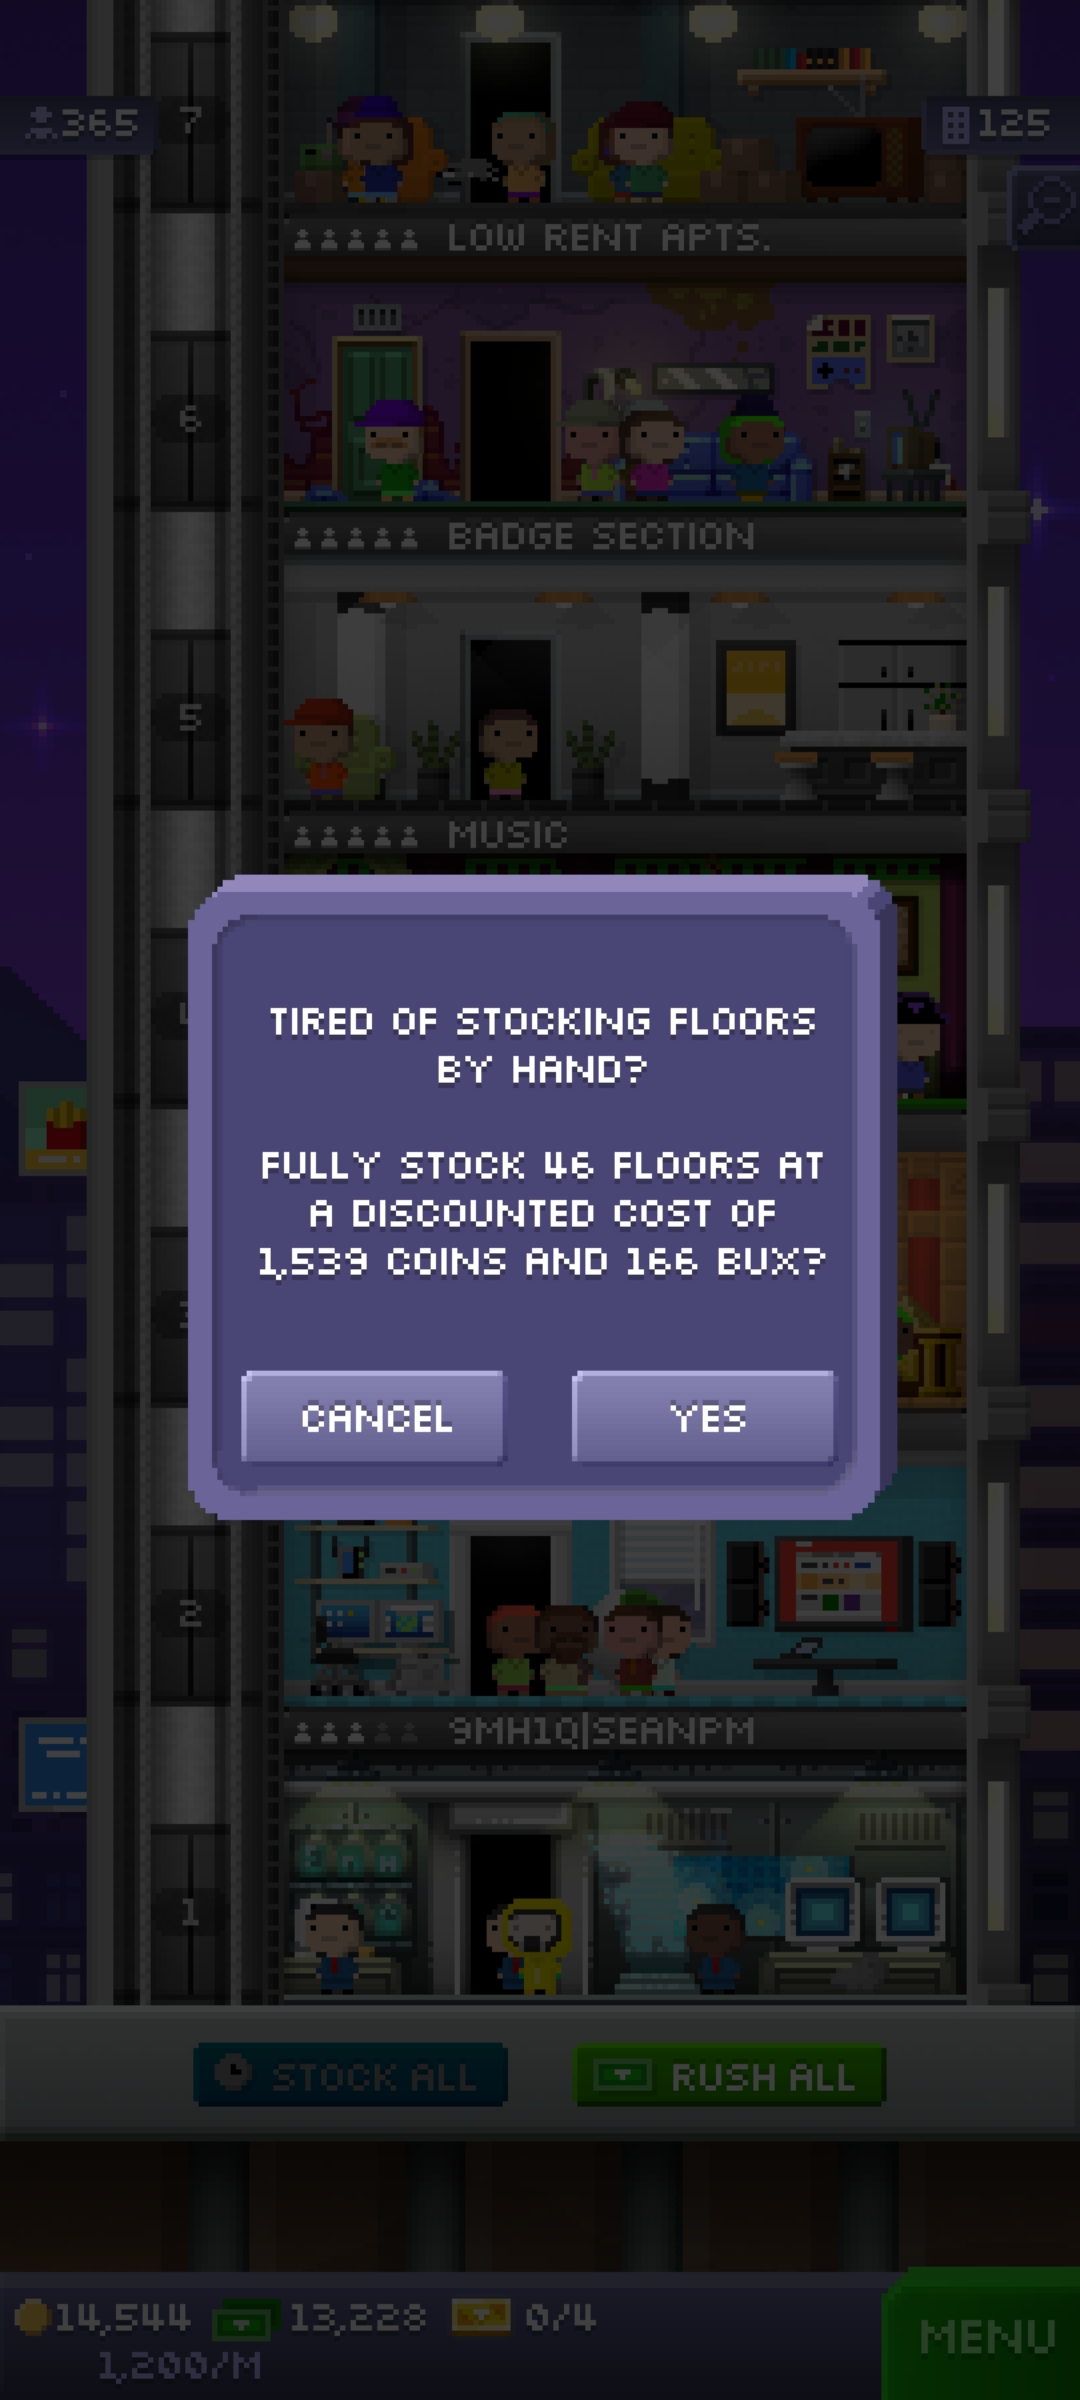 365
7
125
LOW RENT APTS.
6
BADGE SECTION
5
MUSIC
TIRED OF STOCKING FLOORS
BY HAND?
FULLY STOCK 46 FLOORS AT
A DISCOUNTED COST OF
1,539 COINS AND 166 BUX?
CANCEL
YES
2
9MH1Q|SEANPM
1
STOCK ALL
RUSH ALL
14,544
13,228
0/4
1,200/M
MENU